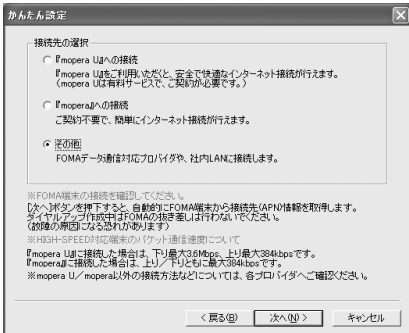 かんたん設定
接続先の選択
『mopera U』への接続
『mopera U』をご利用いただくと、安全で快適なインターネット接続が行えます。
(mopera Uは有料サービスで、ご契約が必要です。)
『mopera』への接続
ご契約不要で、簡単にインターネット接続が行えます。
その他
FOMAデータ通信対応プロバイダや、社内LANに接続します。
※FOMA端末の接続を確認してください。
[次へ]ボタンを押下すると、自動的にFOMA端末から接続先(APN)情報を取得します。
ダイヤルアップ作成中はFOMAの抜き差しは行わないでください。
(故障の原因になる恐れがあります)
※HIGH-SPEED対応端末のパケット通信速度について
『mopera U』に接続した場合は、下り最大3.6Mbps、上り最大384kbpsです。
『mopera』に接続した場合は、上り/下りともに最大384kbpsです。
※mopera U/mopera以外の接続方法などについては、各プロバイダへご確認ください。
< 戻る(B) 次へ(N) > キャンセル